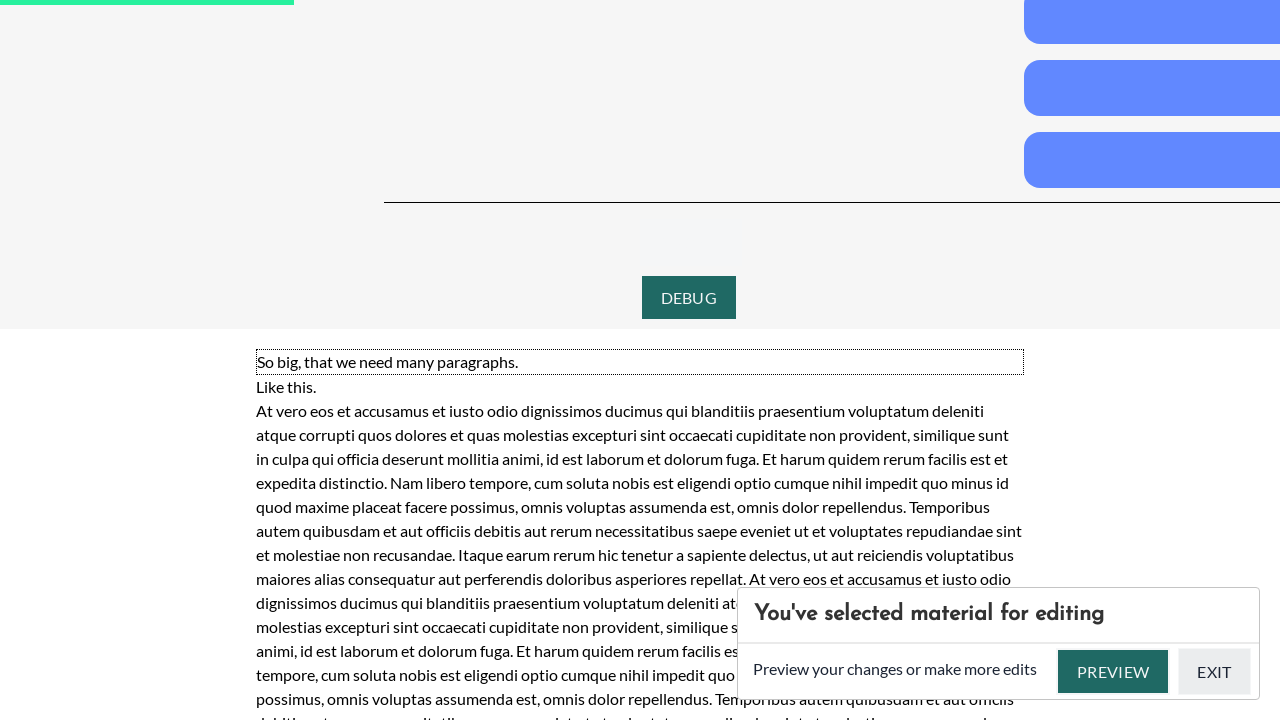 DEBUG
So big, that we need many paragraphs.
Like this.
At vero eos et accusamus et iusto odio dignissimos ducimus qui blanditiis praesentium voluptatum deleniti
atque corrupti quos dolores et quas molestias excepturi sint occaecati cupiditate non provident, similique sunt
in culpa qui officia deserunt mollitia animi, id est laborum et dolorum fuga. Et harum quidem rerum facilis est et
expedita distinctio. Nam libero tempore, cum soluta nobis est eligendi optio cumque nihil impedit quo minus id
quod maxime placeat facere possimus, omnis voluptas assumenda est, omnis dolor repellendus. Temporibus
autem quibusdam et aut officiis debitis aut rerum necessitatibus saepe eveniet ut et voluptates repudiandae sint
et molestiae non recusandae. Itaque earum rerum hic tenetur a sapiente delectus, ut aut reiciendis voluptatibus
maiores alias consequatur aut perferendis doloribus asperiores repellat. At vero eos et accusamus et iusto odio
dignissimos ducimus qui blanditiis praesentium voluptatum deleniti
molestias excepturi sint occaecati cupiditate non provident, similique
animi, id est laborum et dolorum fuga. Et harum quidem rerum facilis
tempore, cum soluta nobis est eligendi optio cumque nihil impedit quo
possimus, omnis voluptas assumenda est, omnis dolor repellendus. Temporibus autem quibusdam et aut officiis
You've selected material for editing
Preview your changes or make more edits
PREVIEW
EXIT